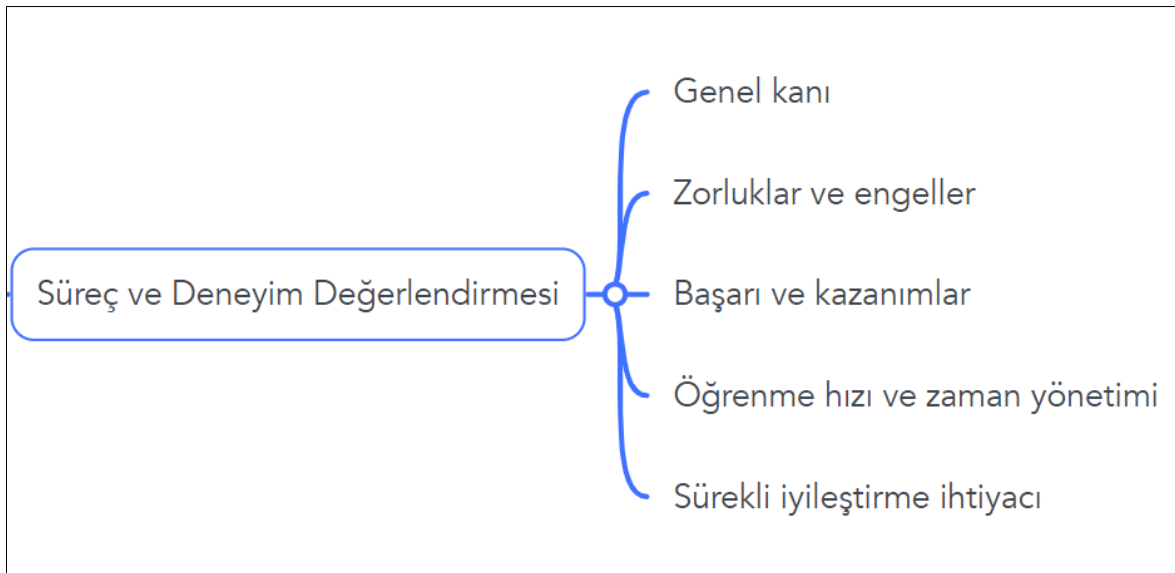 Genel kanı
Zorluklar ve engeller
Süreç ve Deneyim Değerlendirmesi
Başarı ve kazanımlar
Öğrenme hızı ve zaman yönetimi
Sürekli iyileştirme ihtiyacı